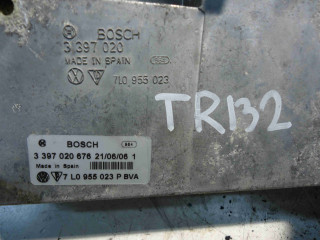 BOSCH
3 397 020
MADE IN SPAIN
7L0 955 023
TR132
BOSCH
3 397 020 676 21/06/06 1
Made in Spain
7 L0 955 023 P BVA